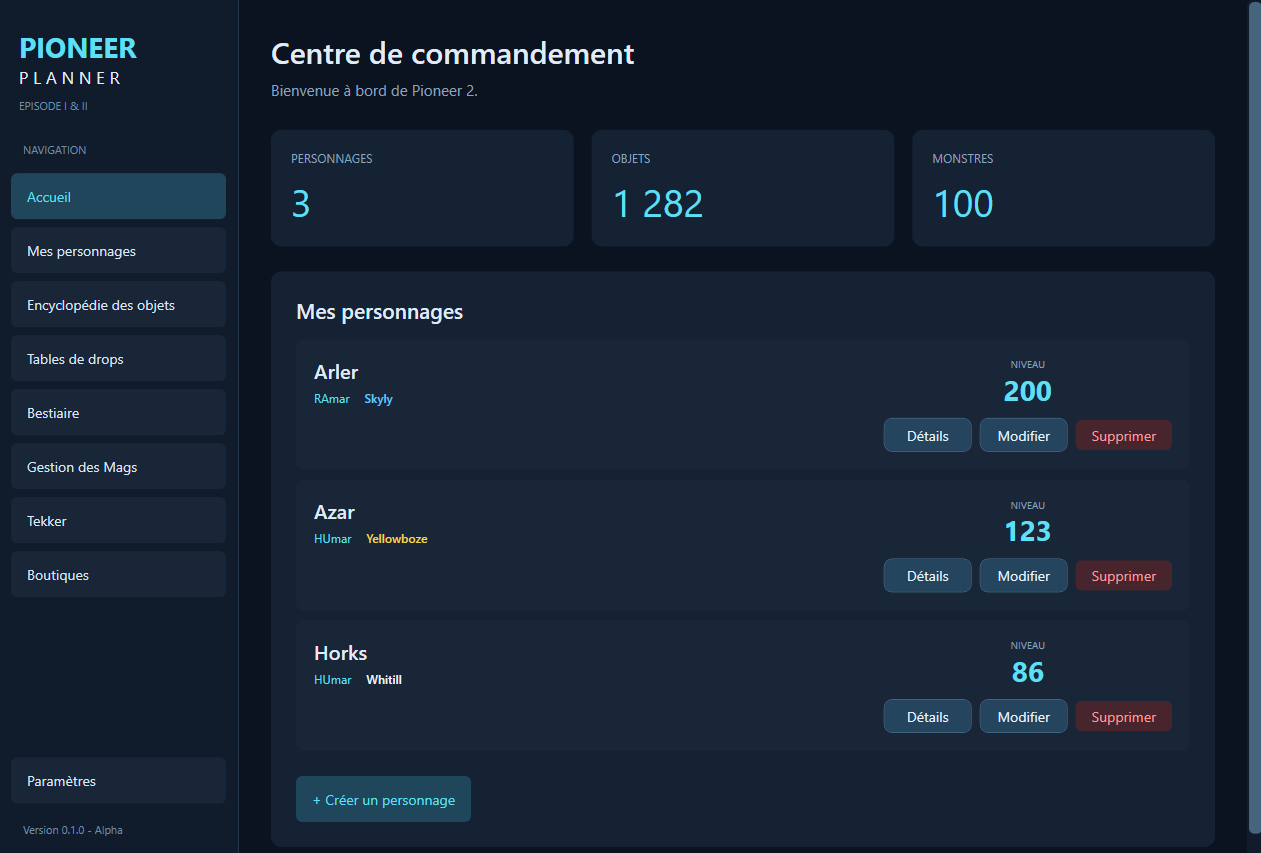 PIONEER
PLANNER
EPISODE I & II
NAVIGATION
Accueil
Mes personnages
Encyclopédie des objets
Tables de drops
Bestiaire
Gestion des Mags
Tekker
Boutiques
Paramètres
Version 0.1.0 - Alpha
Centre de commandement
Bienvenue à bord de Pioneer 2.
PERSONNAGES
3
OBJETS
1 282
MONSTRES
100
Mes personnages
Arler
RAmar Skyly
NIVEAU
200
Détails Modifier Supprimer
Azar
HUmar Yellowboze
NIVEAU
123
Détails Modifier Supprimer
Horks
HUmar Whitill
NIVEAU
86
Détails Modifier Supprimer
+ Créer un personnage